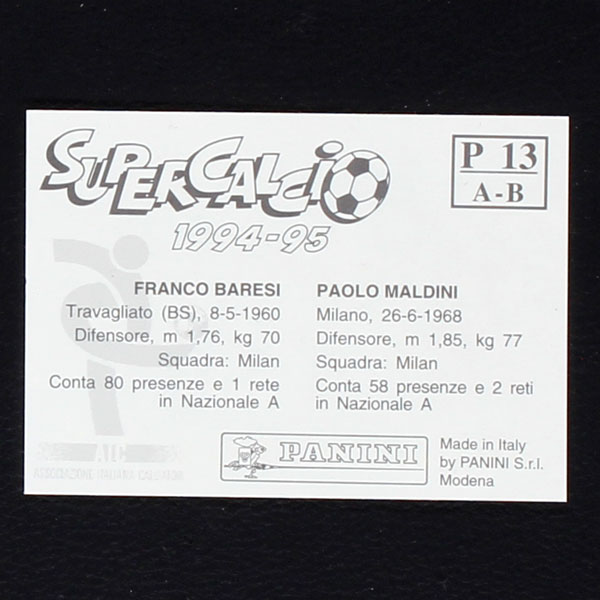 SUPERCALCIO
1994-95
P 13
A-B
FRANCO BARESI
Travagliato (BS), 8-5-1960
Difensore, m 1,76, kg 70
Squadra: Milan
Conta 80 presenze e 1 rete
in Nazionale A
PAOLO MALDINI
Milano, 26-6-1968
Difensore, m 1,85, kg 77
Squadra: Milan
Conta 58 presenze e 2 reti
in Nazionale A
AIC
ASSOCIAZIONE ITALIANA CALCIATORI
PANINI
Made in Italy
by PANINI S.r.l.
Modena